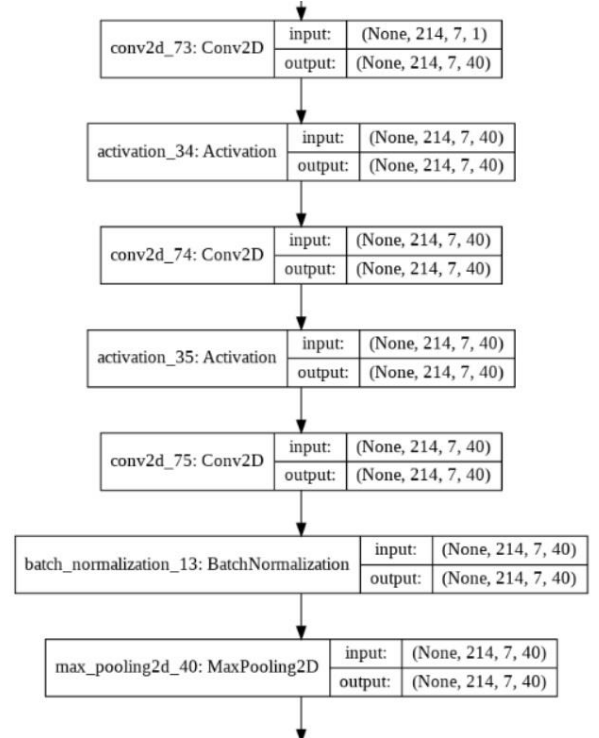 conv2d_73: Conv2D
input: (None, 214, 7, 1)
output: (None, 214, 7, 40)
activation_34: Activation
input: (None, 214, 7, 40)
output: (None, 214, 7, 40)
conv2d_74: Conv2D
input: (None, 214, 7, 40)
output: (None, 214, 7, 40)
activation_35: Activation
input: (None, 214, 7, 40)
output: (None, 214, 7, 40)
conv2d_75: Conv2D
input: (None, 214, 7, 40)
output: (None, 214, 7, 40)
batch_normalization_13: BatchNormalization
input: (None, 214, 7, 40)
output: (None, 214, 7, 40)
max_pooling2d_40: MaxPooling2D
input: (None, 214, 7, 40)
output: (None, 214, 7, 40)